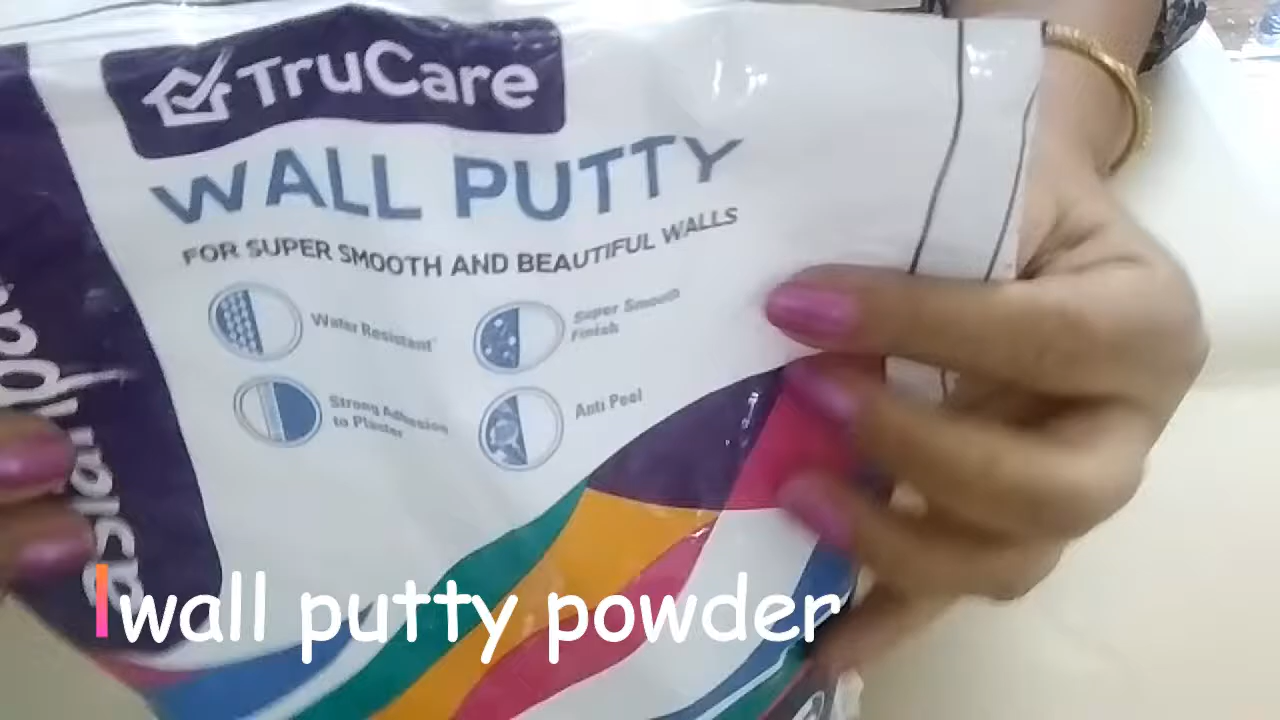 TruCare
WALL PUTTY
FOR SUPER SMOOTH AND BEAUTIFUL WALLS
Water Resistant
Super Smooth
Finish
Strong Adhesion
to Plaster
Anti Peel
asian
wall putty powder